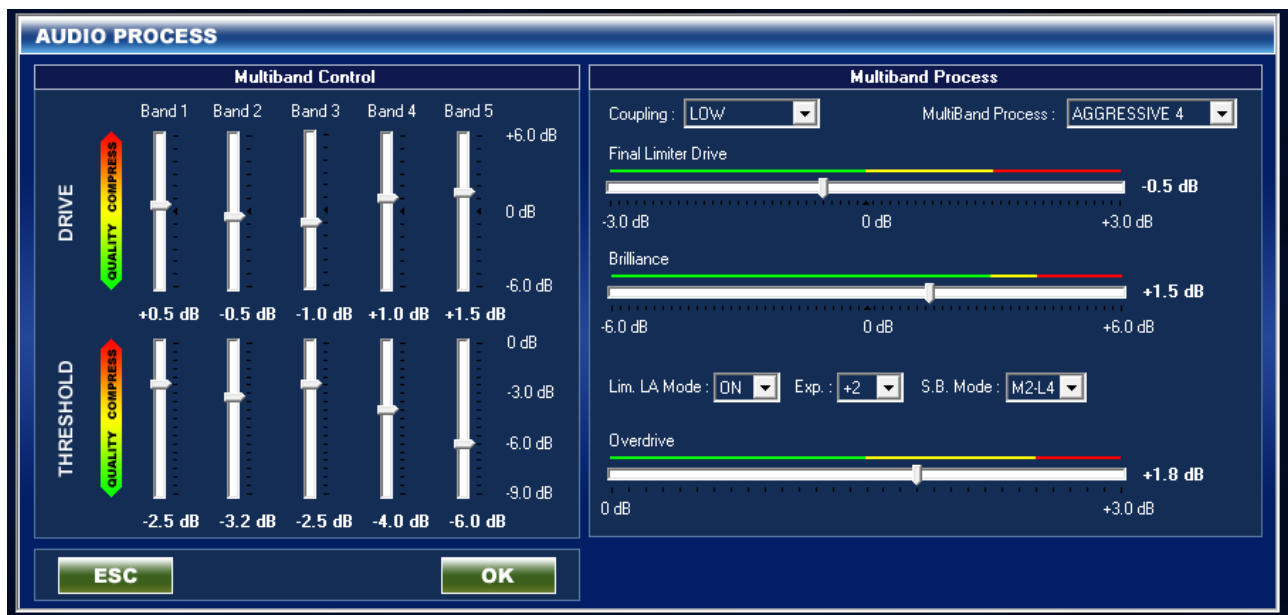 AUDIO PROCESS
Multiband Control
Band 1 Band 2 Band 3 Band 4 Band 5
DRIVE
QUALITY COMPRESS
+6.0 dB
0 dB
-6.0 dB
+0.5 dB -0.5 dB -1.0 dB +1.0 dB +1.5 dB
THRESHOLD
QUALITY COMPRESS
0 dB
-3.0 dB
-6.0 dB
-9.0 dB
-2.5 dB -3.2 dB -2.5 dB -4.0 dB -6.0 dB
ESC OK
Multiband Process
Coupling : LOW MultiBand Process : AGGRESSIVE 4
Final Limiter Drive
-0.5 dB
-3.0 dB 0 dB +3.0 dB
Brilliance
+1.5 dB
-6.0 dB 0 dB +6.0 dB
Lim. LA Mode : ON Exp. : +2 S.B. Mode : M2-L4
Overdrive
+1.8 dB
0 dB +3.0 dB